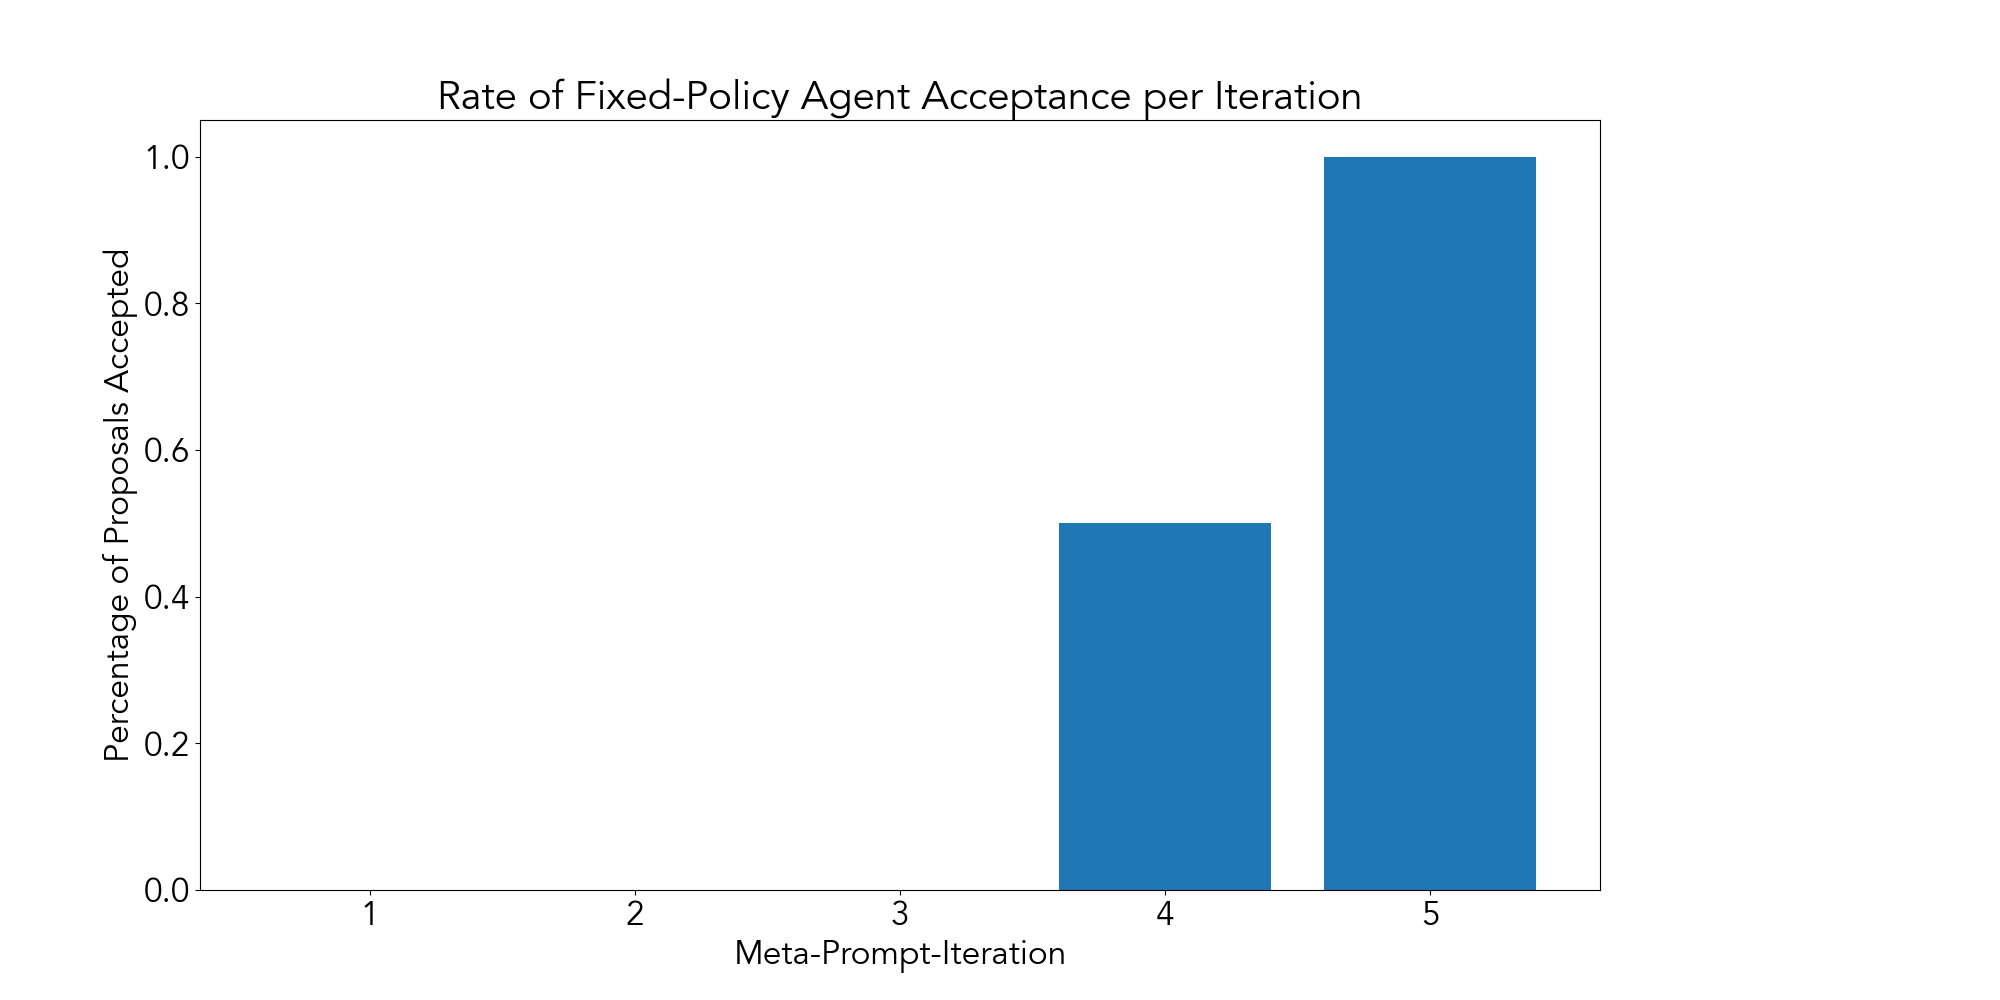 Rate of Fixed-Policy Agent Acceptance per Iteration
Percentage of Proposals Accepted
1.0
0.8
0.6
0.4
0.2
0.0
1 2 3 4 5
Meta-Prompt-Iteration